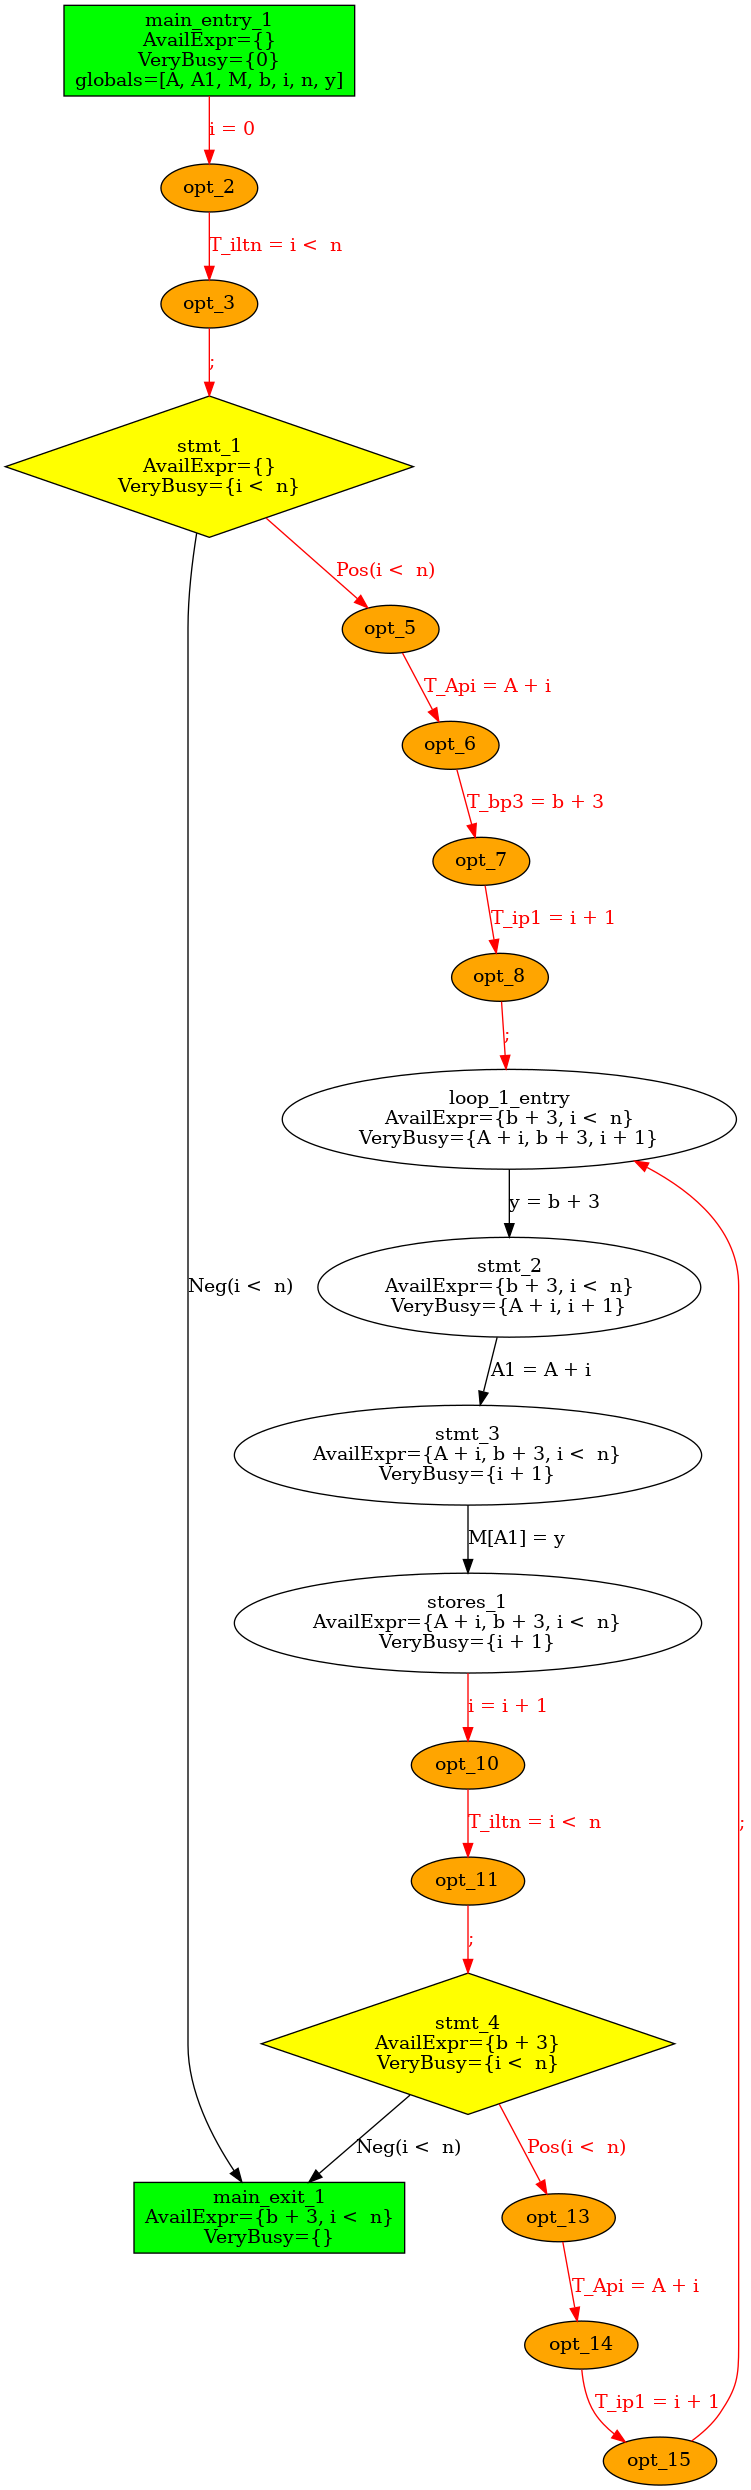 main_entry_1
AvailExpr={}
VeryBusy={0}
globals=[A, A1, M, b, i, n, y]
i = 0
opt_2
T_iltn = i <  n
opt_3
;
stmt_1
AvailExpr={}
VeryBusy={i <  n}
Pos(i <  n)
opt_5
T_Api = A + i
opt_6
T_bp3 = b + 3
opt_7
T_ip1 = i + 1
opt_8
;
loop_1_entry
AvailExpr={b + 3, i <  n}
VeryBusy={A + i, b + 3, i + 1}
y = b + 3
Neg(i <  n)
stmt_2
AvailExpr={b + 3, i <  n}
VeryBusy={A + i, i + 1}
A1 = A + i
stmt_3
AvailExpr={A + i, b + 3, i <  n}
VeryBusy={i + 1}
M[A1] = y
stores_1
AvailExpr={A + i, b + 3, i <  n}
VeryBusy={i + 1}
i = i + 1
opt_10
T_iltn = i <  n
;
opt_11
;
stmt_4
AvailExpr={b + 3}
VeryBusy={i <  n}
Neg(i <  n)
Pos(i <  n)
main_exit_1
AvailExpr={b + 3, i <  n}
VeryBusy={}
opt_13
T_Api = A + i
opt_14
T_ip1 = i + 1
opt_15